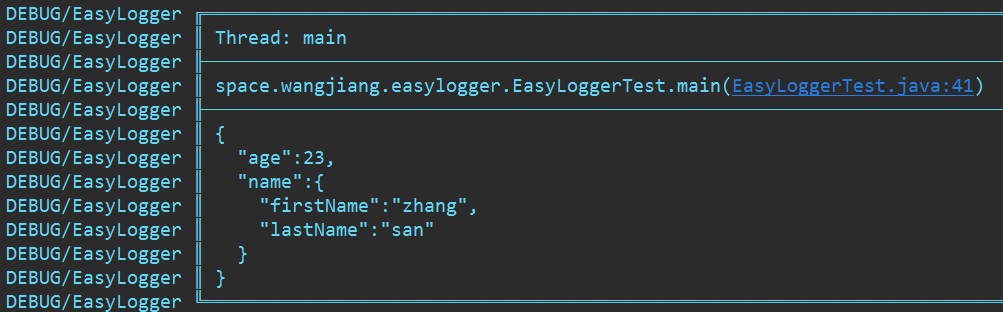 DEBUG/EasyLogger ╔══════════════════════════════════════
DEBUG/EasyLogger ║ Thread: main
DEBUG/EasyLogger ╟──────────────────────────────────────
DEBUG/EasyLogger ║ space.wangjiang.easylogger.EasyLoggerTest.main(EasyLoggerTest.java:41)
DEBUG/EasyLogger ╟──────────────────────────────────────
DEBUG/EasyLogger ║ {
DEBUG/EasyLogger ║   "age":23,
DEBUG/EasyLogger ║   "name":{
DEBUG/EasyLogger ║     "firstName":"zhang",
DEBUG/EasyLogger ║     "lastName":"san"
DEBUG/EasyLogger ║   }
DEBUG/EasyLogger ║ }
DEBUG/EasyLogger ╚══════════════════════════════════════